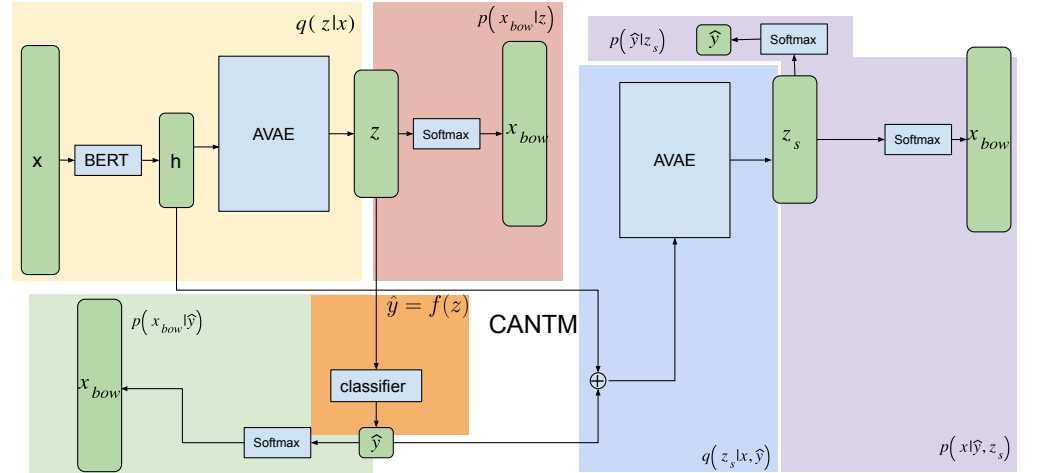 q(z|x)
p(x_bow|z)
x
BERT
h
AVAE
z
Softmax
x_bow
p(ŷ|z_s)
ŷ
Softmax
AVAE
z_s
Softmax
x_bow
p(x_bow|ŷ)
ŷ = f(z)
CANTM
x_bow
classifier
Softmax
ŷ
q(z_s|x,ŷ)
p(x|ŷ,z_s)